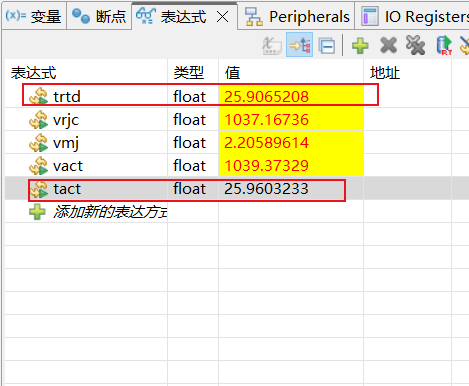 (x)= 变量 断点 表达式 Peripherals IO Registers
表达式 类型 值 地址
trtd float 25.9065208
vrjc float 1037.16736
vmj float 2.20589614
vact float 1039.37329
tact float 25.9603233
添加新的表达方式